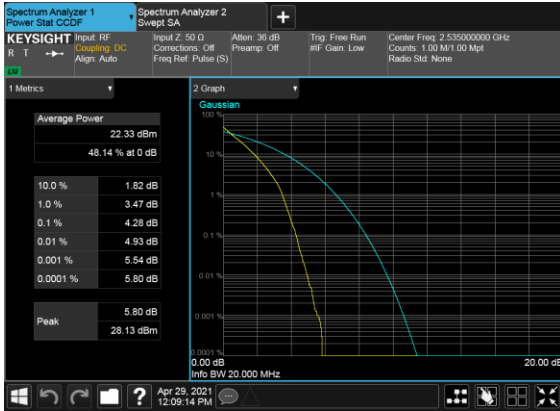 Spectrum Analyzer 1
Power Stat CCDF
Spectrum Analyzer 2
Swept SA
KEYSIGHT
R T
LXI
Input: RF
Coupling: DC
Align: Auto
Input Z: 50 Ω
Corrections: Off
Freq Ref: Pulse (S)
Atten: 36 dB
Preamp: Off
Trig: Free Run
#IF Gain: Low
Center Freq: 2.535000000 GHz
Counts: 1.00 M/1.00 Mpt
Radio Std: None
1 Metrics
Average Power
22.33 dBm
48.14 % at 0 dB
10.0 % 1.82 dB
1.0 % 3.47 dB
0.1 % 4.28 dB
0.01 % 4.93 dB
0.001 % 5.54 dB
0.0001 % 5.80 dB
Peak
5.80 dB
28.13 dBm
2 Graph
Gaussian
100 %
10 %
1 %
0.1 %
0.01 %
0.001 %
0.0001 %
0.00 dB
20.00 dB
Info BW 20.000 MHz
?
Apr 29, 2021
12:09:14 PM